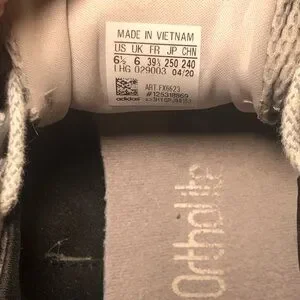 MADE IN VIETNAM
US UK FR JP CHN
6½ 6 39⅓ 250 240
LHG 029003 04/20
ART FX6623
adidas
Ortholite